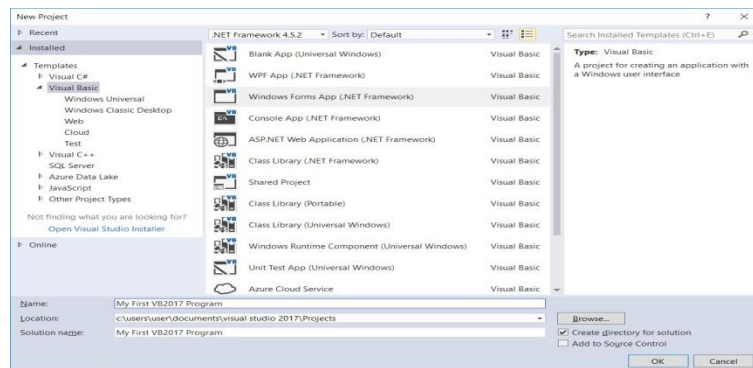 New Project
? X
Recent
.NET Framework 4.5.2
Sort by: Default
Search Installed Templates (Ctrl+E)
Installed
Templates
Visual C#
Visual Basic
Windows Universal
Windows Classic Desktop
Web
Cloud
Test
Visual C++
SQL Server
Azure Data Lake
JavaScript
Other Project Types
Not finding what you are looking for?
Open Visual Studio Installer
Online
Blank App (Universal Windows) Visual Basic
WPF App (.NET Framework) Visual Basic
Windows Forms App (.NET Framework) Visual Basic
Console App (.NET Framework) Visual Basic
ASP.NET Web Application (.NET Framework) Visual Basic
Class Library (.NET Framework) Visual Basic
Shared Project Visual Basic
Class Library (Portable) Visual Basic
Class Library (Universal Windows) Visual Basic
Windows Runtime Component (Universal Windows) Visual Basic
Unit Test App (Universal Windows) Visual Basic
Azure Cloud Service Visual Basic
Type: Visual Basic
A project for creating an application with
a Windows user interface
Name: My First VB2017 Program
Location: c:\users\user\documents\visual studio 2017\Projects
Browse...
Solution name: My First VB2017 Program
Create directory for solution
Add to Source Control
OK Cancel